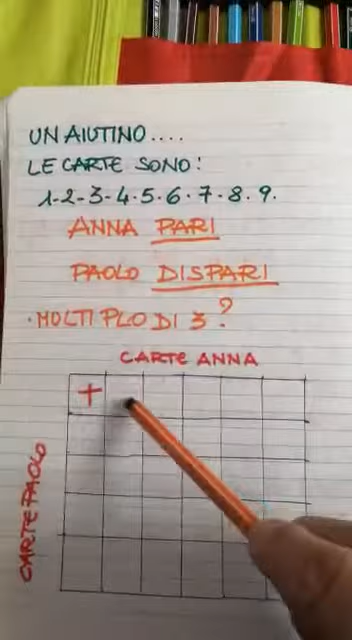 UN AIUTINO....
LE CARTE SONO:
1-2-3-4.5.6.7.8.9.
ANNA PARI
PAOLO DISPARI
·MOLTIPLO DI 3?
CARTE ANNA
+
CARTE PAOLO